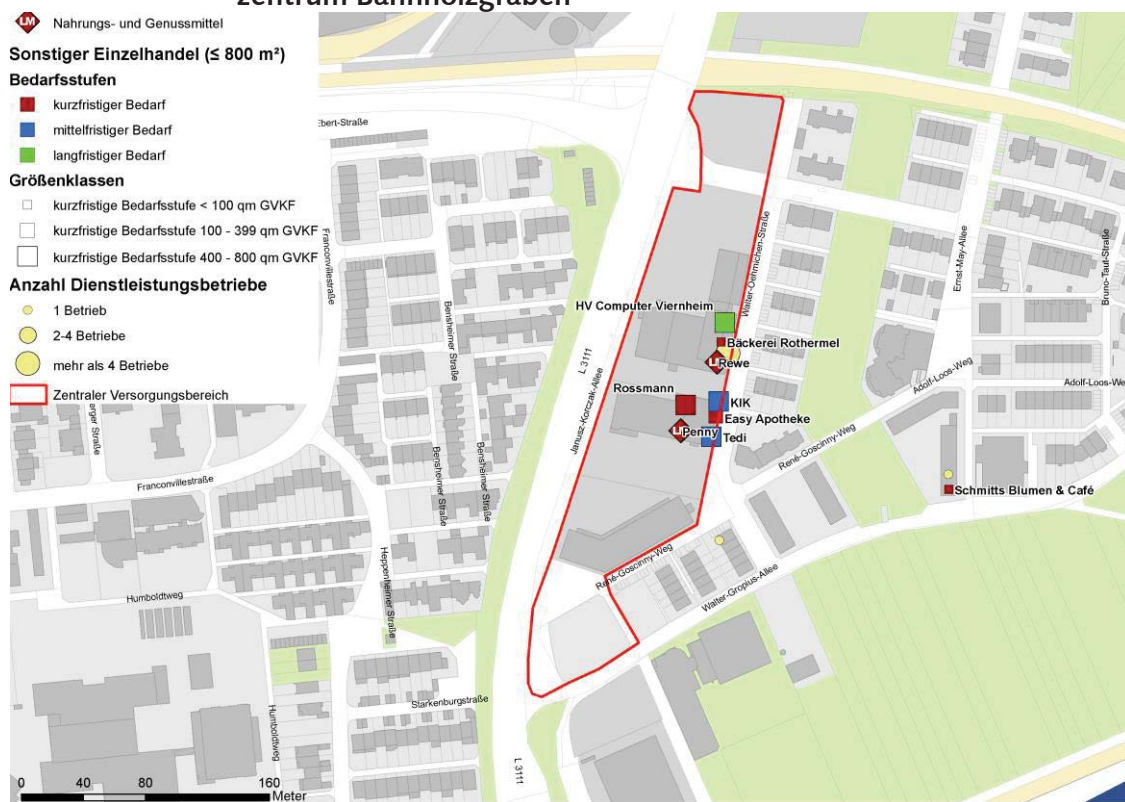 zentrum Bannholzgraben
LM Nahrungs- und Genussmittel
Sonstiger Einzelhandel (≤ 800 m²)
Bedarfsstufen
kurzfristiger Bedarf
mittelfristiger Bedarf
langfristiger Bedarf
Größenklassen
kurzfristige Bedarfsstufe < 100 qm GVKF
kurzfristige Bedarfsstufe 100 - 399 qm GVKF
kurzfristige Bedarfsstufe 400 - 800 qm GVKF
Anzahl Dienstleistungsbetriebe
1 Betrieb
2-4 Betriebe
mehr als 4 Betriebe
Zentraler Versorgungsbereich
Ebert-Straße
Franconvillestraße
Bensheimer Straße
L 3111
Janusz-Korczak-Allee
Walter-Oehmichen-Straße
Ernst-May-Allee
Bruno-Taut-Straße
HV Computer Viernheim
Bäckerei Rothermel
Rewe
Rossmann
KIK
Easy Apotheke
Penny
Tedi
Adolf-Loos-Weg
Adolf-Loos-We
René-Goscinny-Weg
Schmitts Blumen & Café
erger Straße
Franconvillestraße
Bensheimer Straße
Bensheimer Straße
Heppenheimer Straße
René-Goscinny-Weg
Walter-Gropius-Allee
Humboldtweg
Humboldtweg
Starkenburgstraße
L 3111
0 40 80 160
Meter